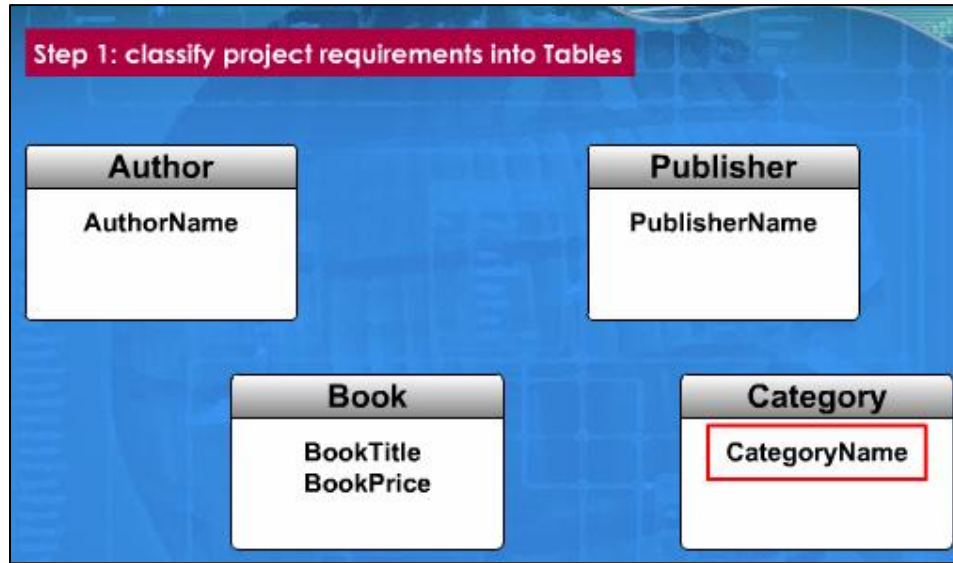 Step 1: classify project requirements into Tables
Author
AuthorName
Publisher
PublisherName
Book
BookTitle
BookPrice
Category
CategoryName